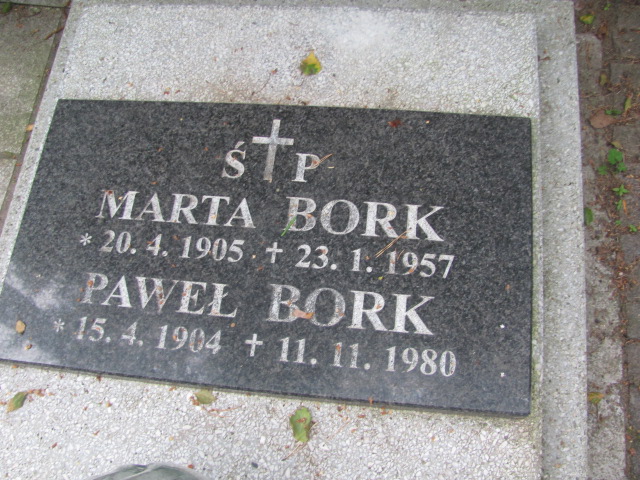 Ś P
MARTA BORK
* 20. 4. 1905 + 23. 1. 1957
PAWEŁ BORK
* 15. 4. 1904 + 11. 11. 1980